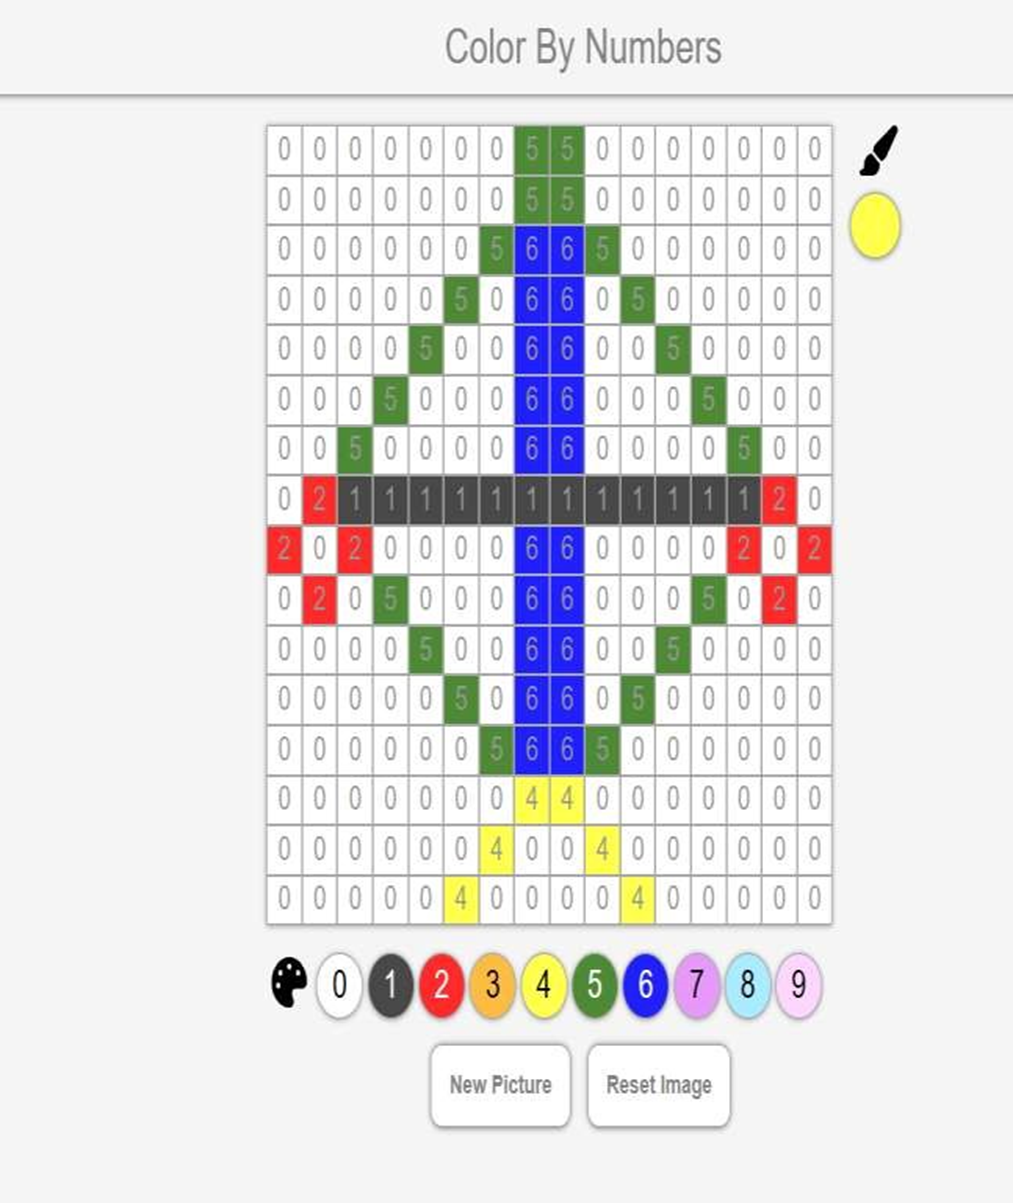 Color By Numbers
0 0 0 0 0 0 0 5 5 0 0 0 0 0 0 0
0 0 0 0 0 0 0 5 5 0 0 0 0 0 0 0
0 0 0 0 0 0 5 6 6 5 0 0 0 0 0 0
0 0 0 0 0 5 0 6 6 0 5 0 0 0 0 0
0 0 0 0 5 0 0 6 6 0 0 5 0 0 0 0
0 0 0 5 0 0 0 6 6 0 0 0 5 0 0 0
0 0 5 0 0 0 0 6 6 0 0 0 0 5 0 0
0 2 1 1 1 1 1 1 1 1 1 1 1 1 2 0
2 0 2 0 0 0 0 6 6 0 0 0 0 2 0 2
0 2 0 5 0 0 0 6 6 0 0 0 5 0 2 0
0 0 0 0 5 0 0 6 6 0 0 5 0 0 0 0
0 0 0 0 0 5 0 6 6 0 5 0 0 0 0 0
0 0 0 0 0 0 5 6 6 5 0 0 0 0 0 0
0 0 0 0 0 0 0 4 4 0 0 0 0 0 0 0
0 0 0 0 0 0 4 0 0 4 0 0 0 0 0 0
0 0 0 0 0 4 0 0 0 0 4 0 0 0 0 0
0 1 2 3 4 5 6 7 8 9
New Picture Reset Image